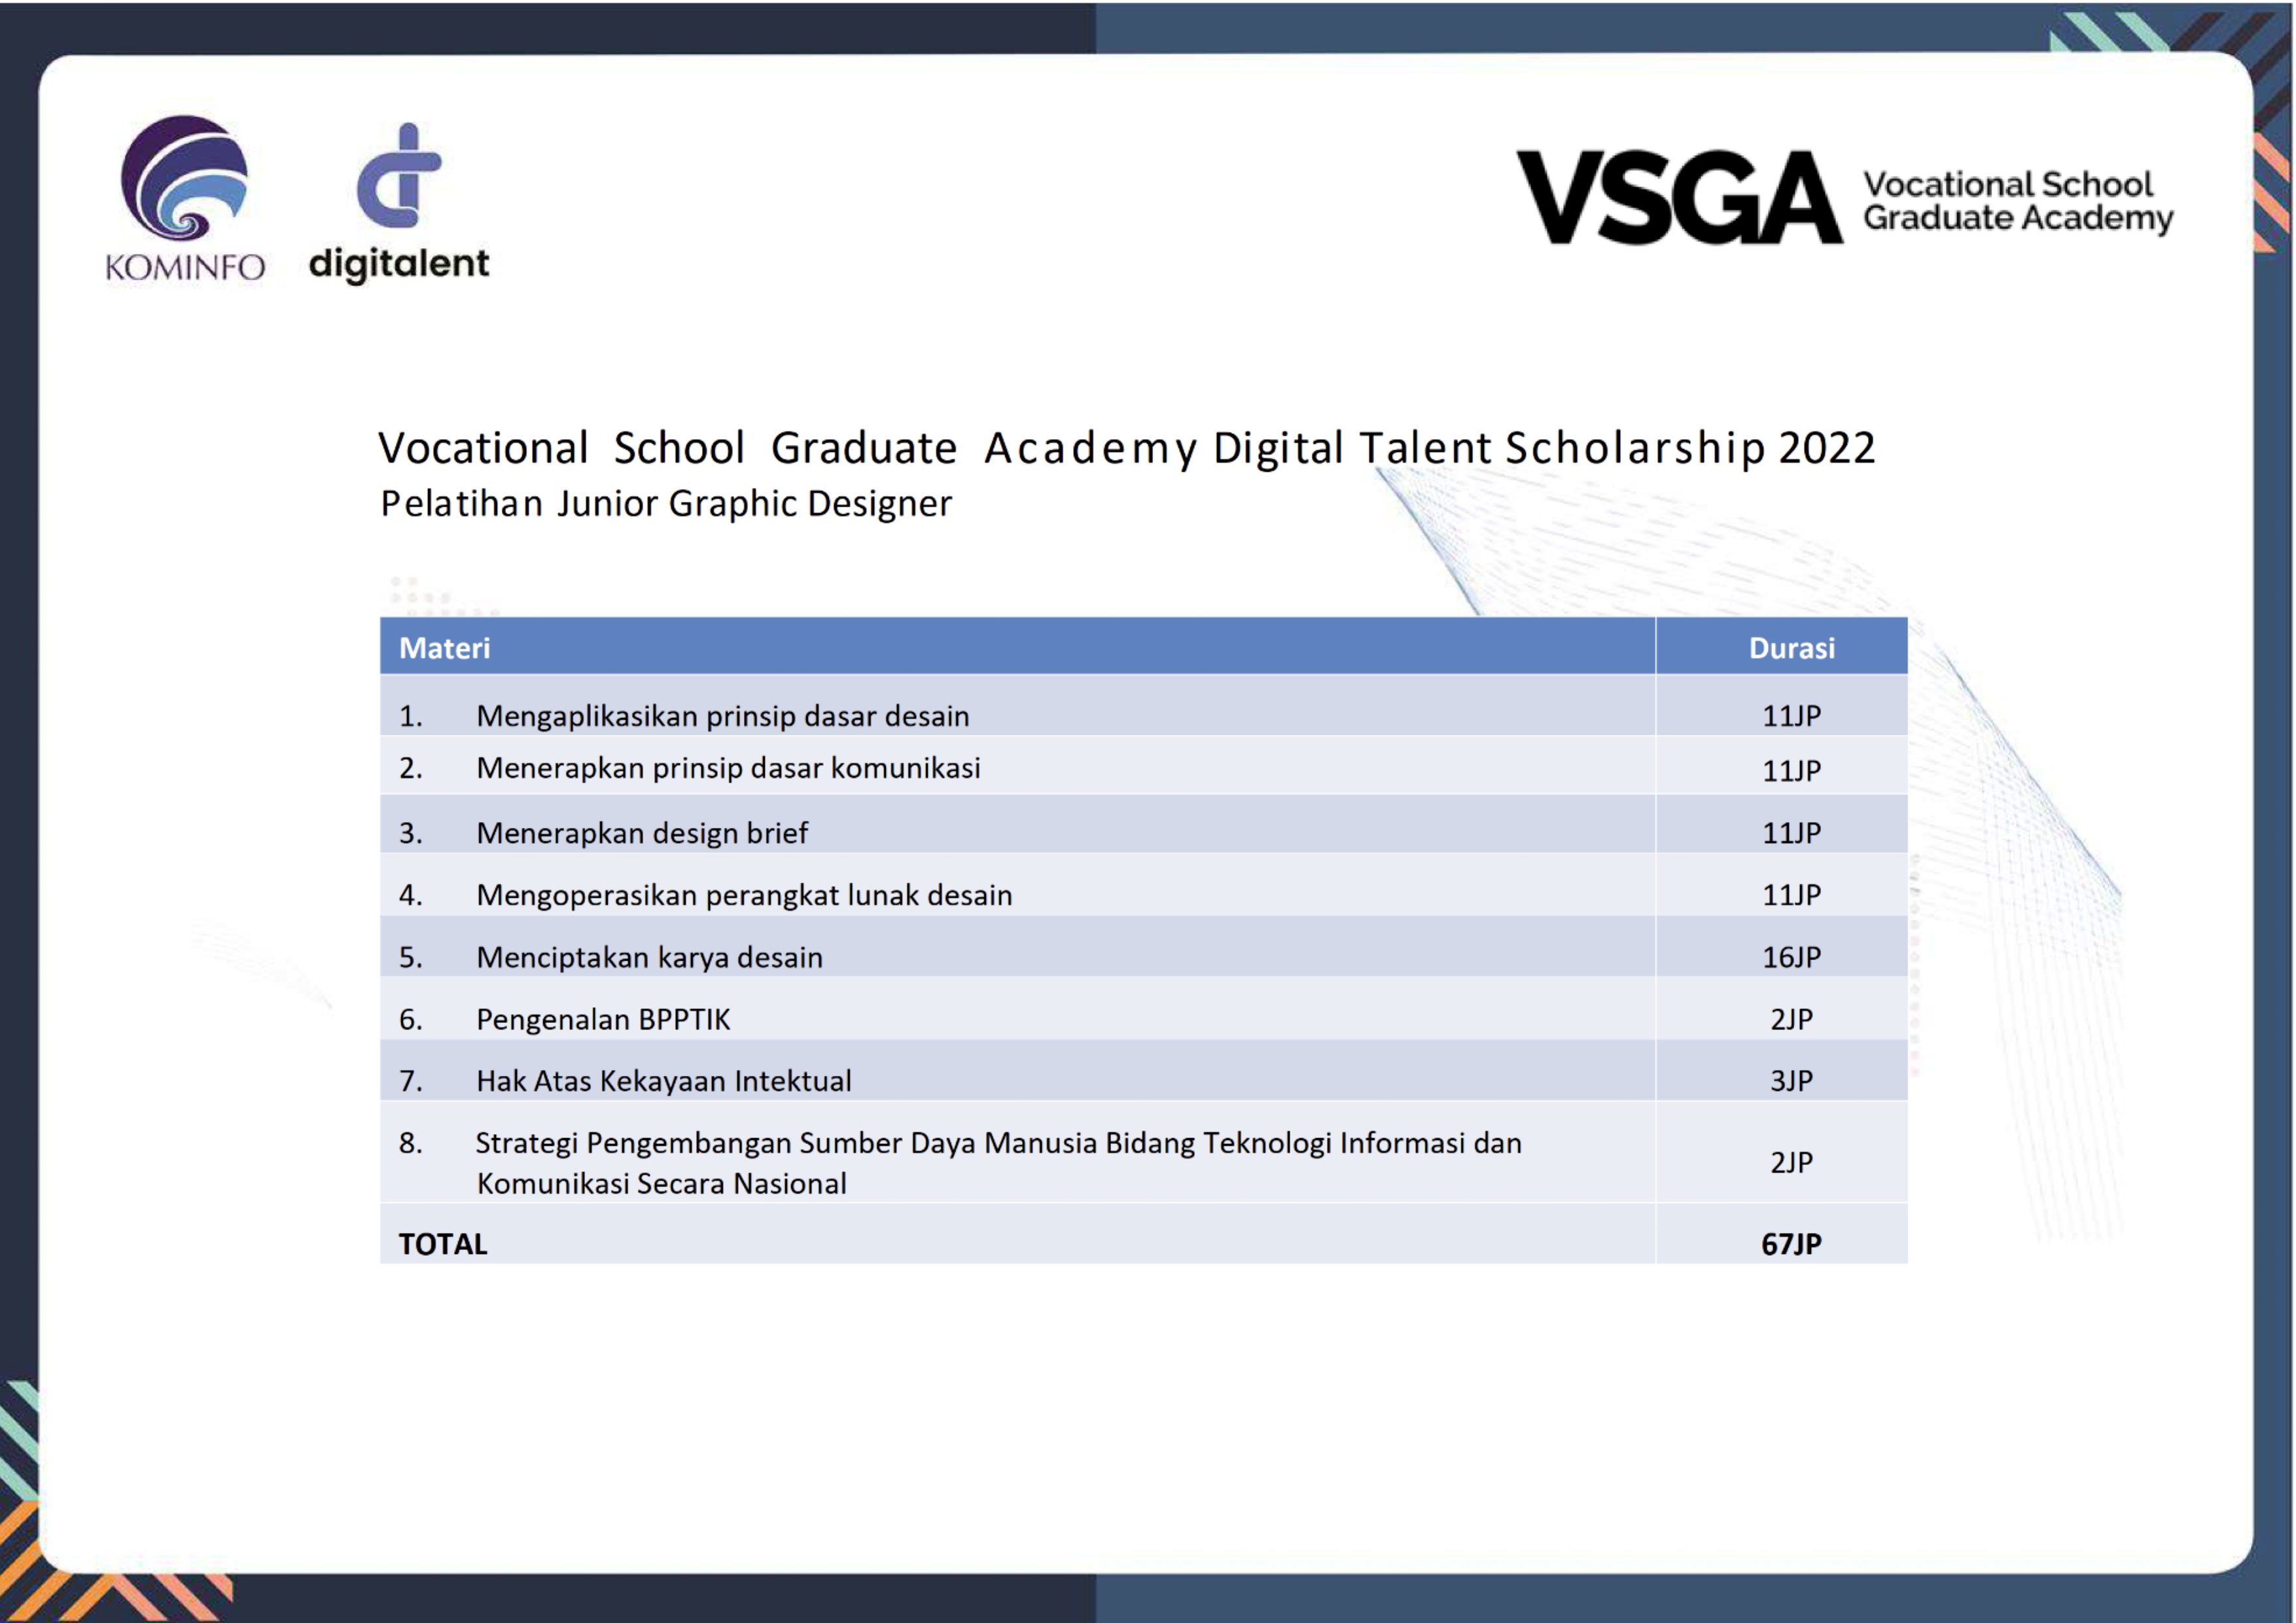 KOMINFO
digitalent
VSGA
Vocational School
Graduate Academy
Vocational School Graduate Academy Digital Talent Scholarship 2022
Pelatihan Junior Graphic Designer
Materi Durasi
1. Mengaplikasikan prinsip dasar desain 11JP
2. Menerapkan prinsip dasar komunikasi 11JP
3. Menerapkan design brief 11JP
4. Mengoperasikan perangkat lunak desain 11JP
5. Menciptakan karya desain 16JP
6. Pengenalan BPPTIK 2JP
7. Hak Atas Kekayaan Intektual 3JP
8. Strategi Pengembangan Sumber Daya Manusia Bidang Teknologi Informasi dan
Komunikasi Secara Nasional 2JP
TOTAL 67JP